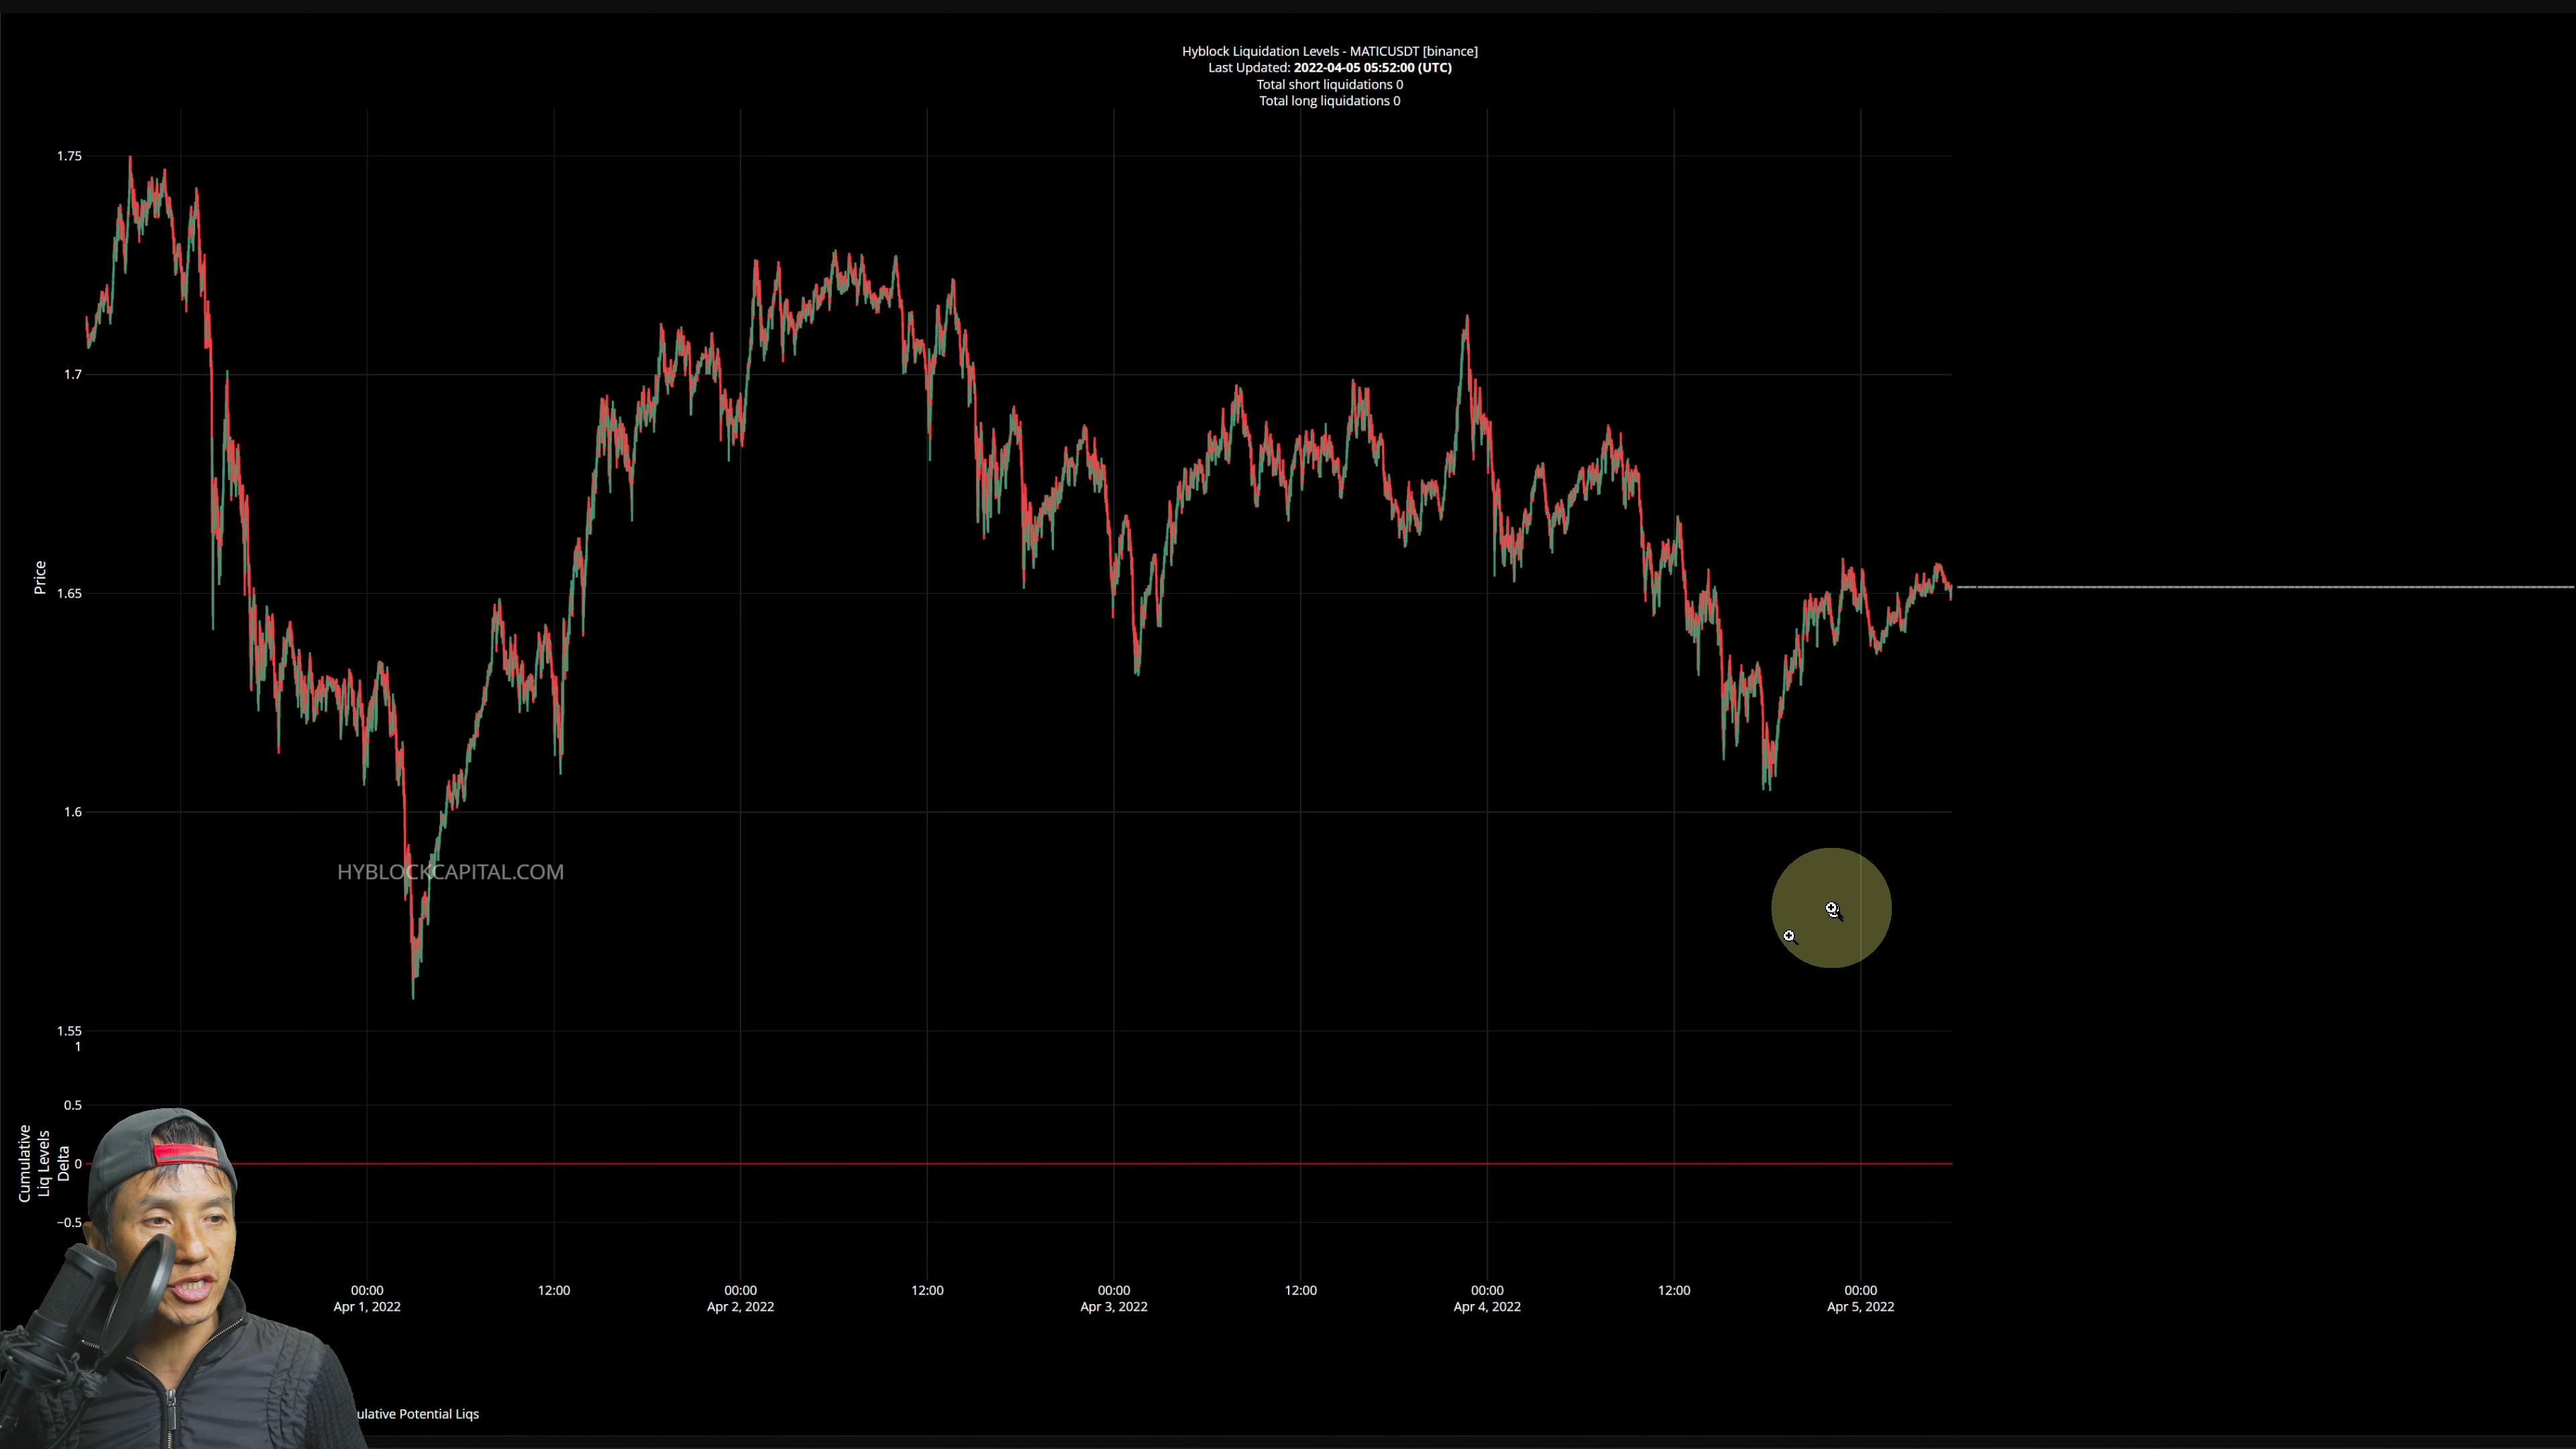 Hyblock Liquidation Levels - MATICUSDT [binance]
Last Updated: 2022-04-05 05:52:00 (UTC)
Total short liquidations 0
Total long liquidations 0
1.75
1.7
1.65
1.6
1.55
Price
HYBLOCKCAPITAL.COM
1
0.5
0
−0.5
Cumulative
Liq Levels
Delta
00:00
Apr 1, 2022
12:00
00:00
Apr 2, 2022
12:00
00:00
Apr 3, 2022
12:00
00:00
Apr 4, 2022
12:00
00:00
Apr 5, 2022
ulative Potential Liqs